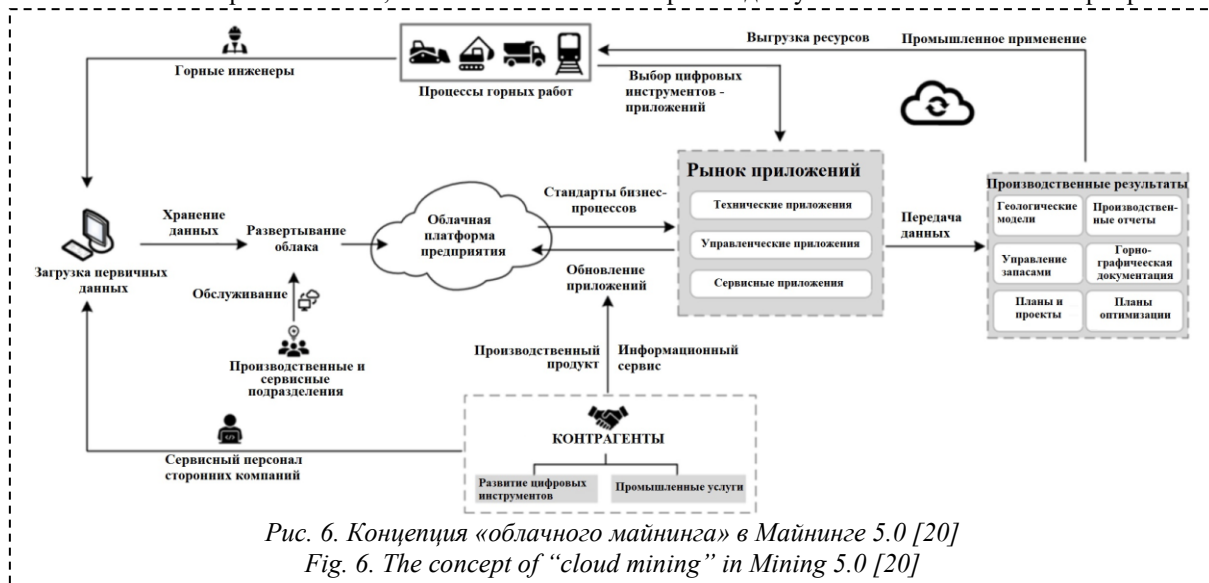 Горные инженеры
Процессы горных работ
Выгрузка ресурсов
Промышленное применение
Выбор цифровых
инструментов -
приложений
Загрузка первичных
данных
Хранение
данных
Развертывание
облака
Обслуживание
Производственные и
сервисные
подразделения
Облачная
платформа
предприятия
Стандарты бизнес-
процессов
Обновление
приложений
Рынок приложений
Технические приложения
Управленческие приложения
Сервисные приложения
Передача
данных
Производственные результаты
Геологические
модели
Производствен-
ные отчеты
Управление
запасами
Горно-
графическая
документация
Планы и
проекты
Планы
оптимизации
Производственный
продукт
Информационный
сервис
КОНТРАГЕНТЫ
Развитие цифровых
инструментов
Промышленные услуги
Сервисный персонал
сторонних компаний
Рис. 6. Концепция «облачного майнинга» в Майнинге 5.0 [20]
Fig. 6. The concept of “cloud mining” in Mining 5.0 [20]